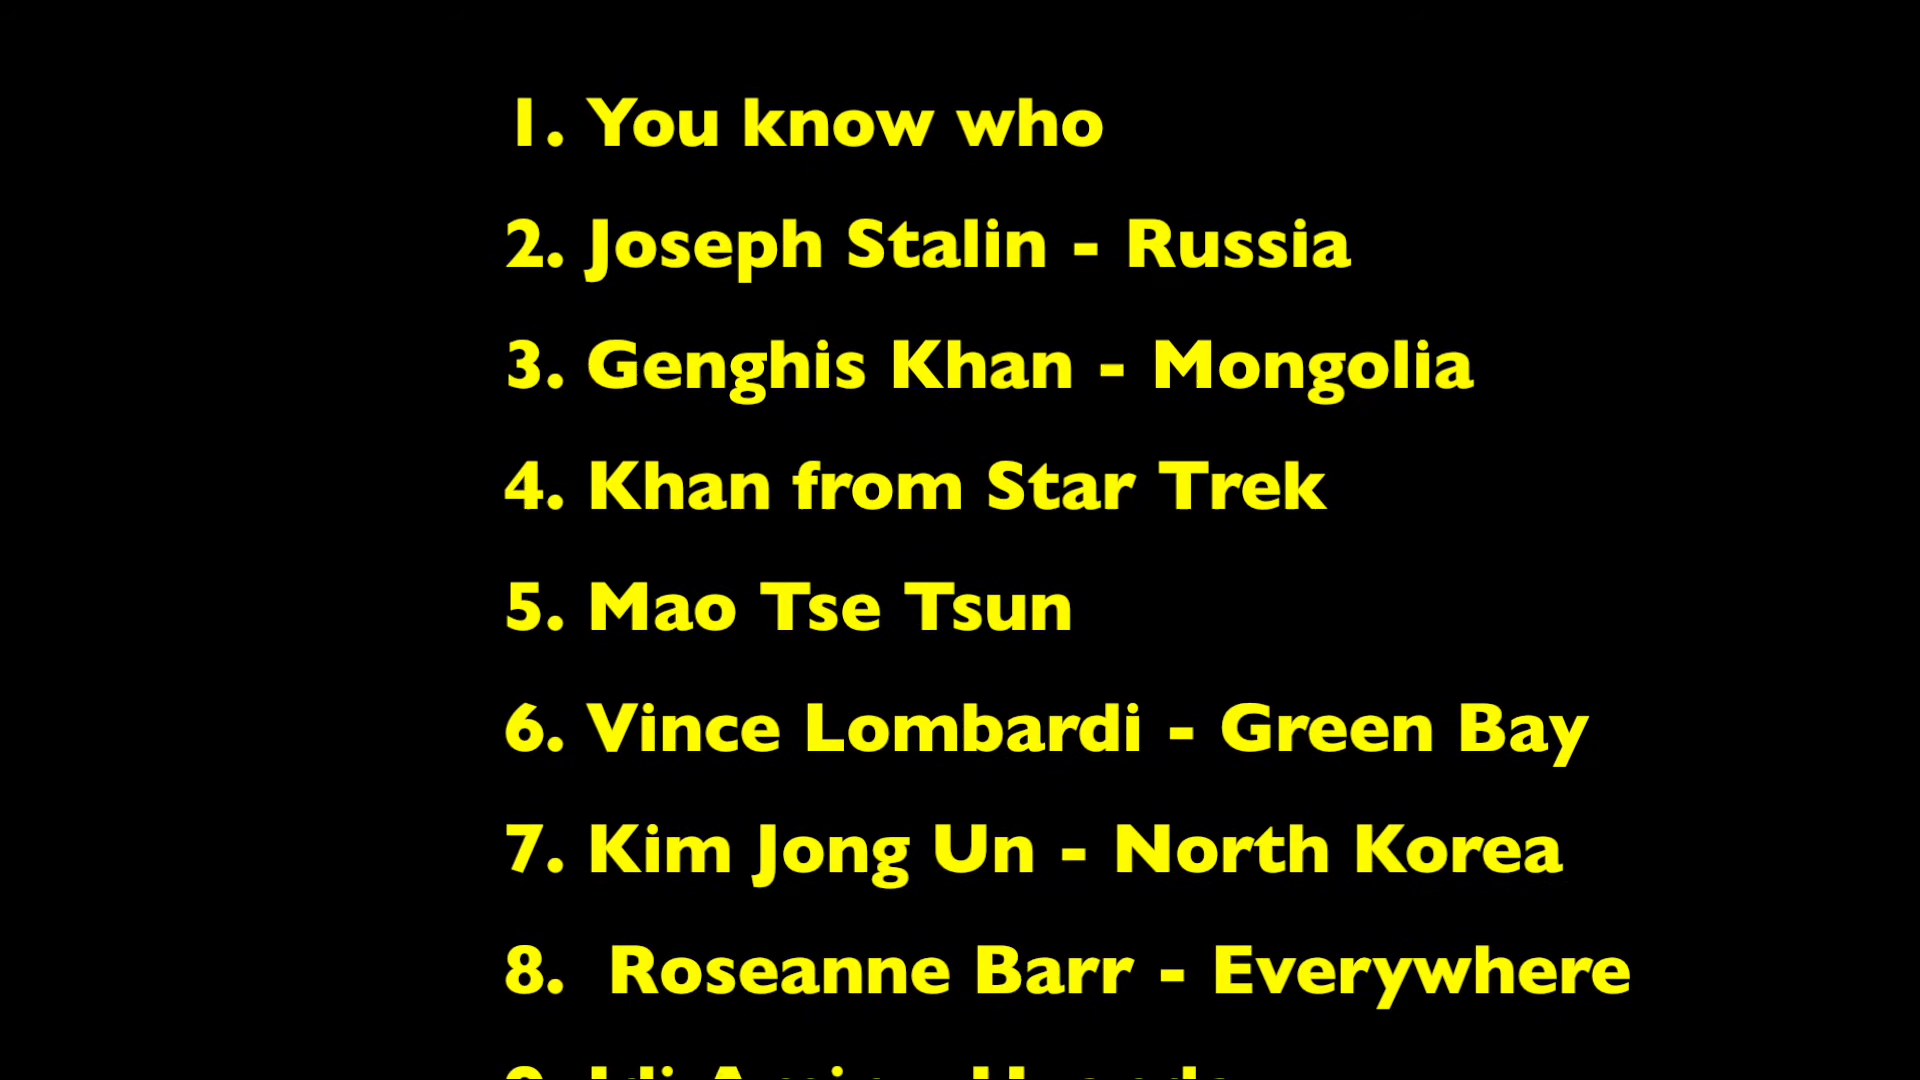 1. You know who
2. Joseph Stalin - Russia
3. Genghis Khan - Mongolia
4. Khan from Star Trek
5. Mao Tse Tsun
6. Vince Lombardi - Green Bay
7. Kim Jong Un - North Korea
8. Roseanne Barr - Everywhere